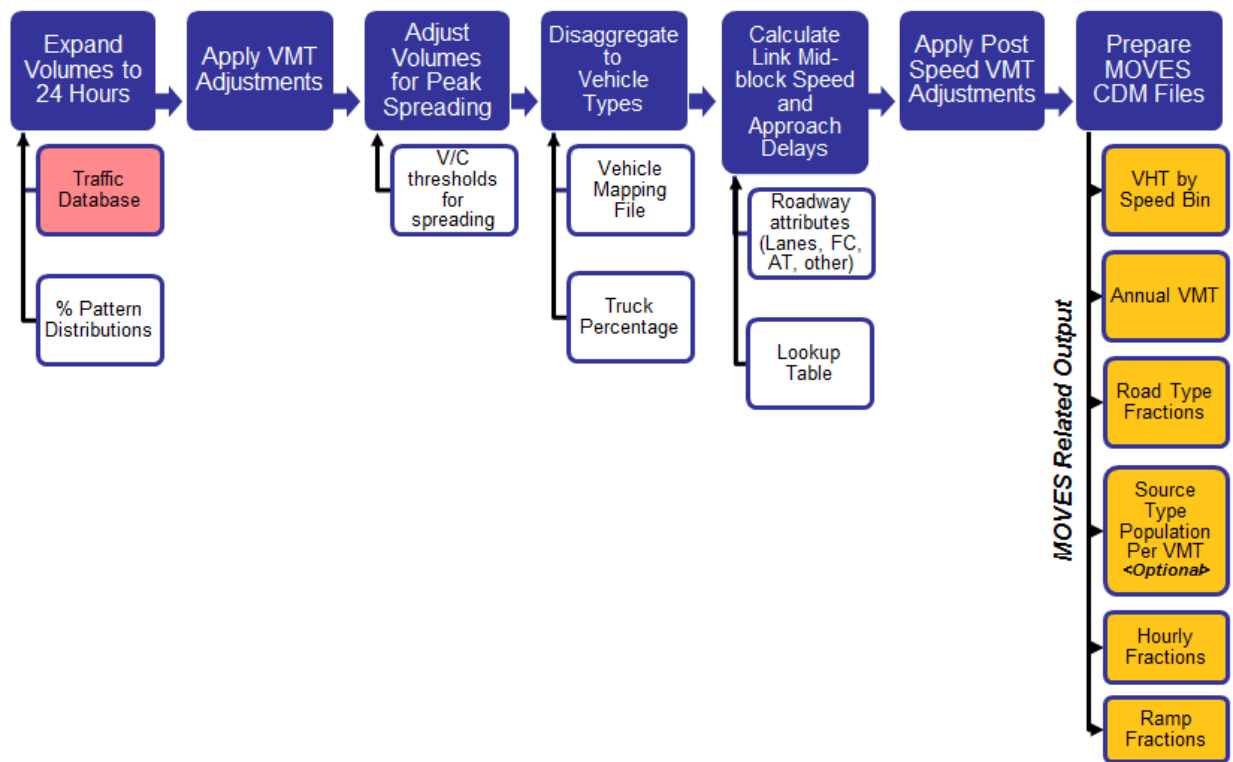 Expand
Volumes to
24 Hours
Apply VMT
Adjustments
Adjust
Volumes
for Peak
Spreading
Disaggregate
to
Vehicle
Types
Calculate
Link Mid-
block Speed
and
Approach
Delays
Apply Post
Speed VMT
Adjustments
Prepare
MOVES
CDM Files
Traffic
Database
% Pattern
Distributions
V/C
thresholds
for
spreading
Vehicle
Mapping
File
Truck
Percentage
Roadway
attributes
(Lanes, FC,
AT, other)
Lookup
Table
MOVES Related Output
VHT by
Speed Bin
Annual VMT
Road Type
Fractions
Source
Type
Population
Per VMT
<Optional>
Hourly
Fractions
Ramp
Fractions